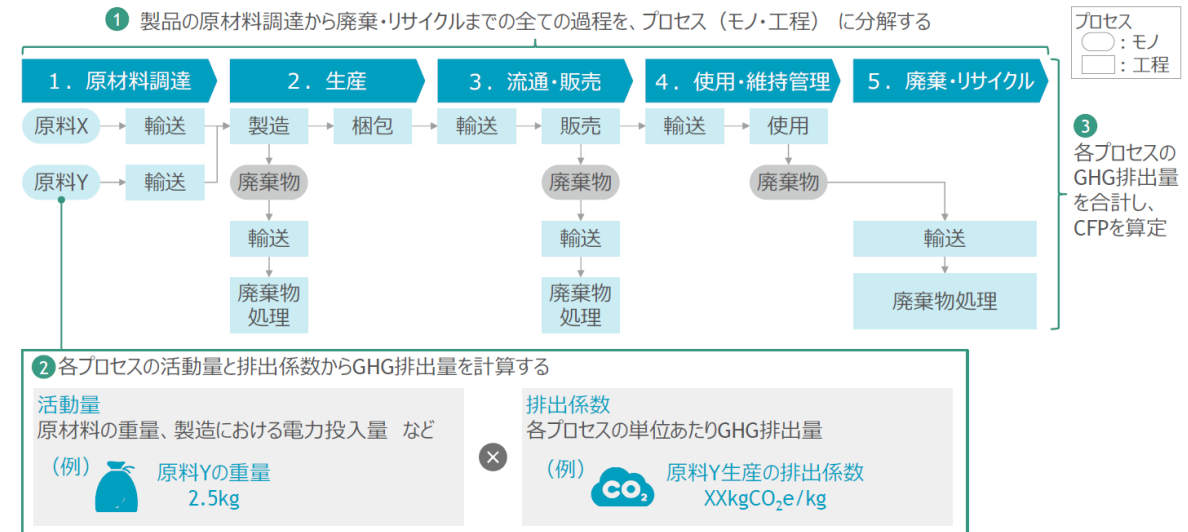 1 製品の原材料調達から廃棄・リサイクルまでの全ての過程を、プロセス（モノ・工程） に分解する
プロセス
：モノ
：工程
1．原材料調達
2．生産
3．流通・販売
4．使用・維持管理
5．廃棄・リサイクル
原料X
輸送
製造
梱包
輸送
販売
輸送
使用
原料Y
輸送
廃棄物
廃棄物
廃棄物
輸送
輸送
輸送
廃棄物
処理
廃棄物
処理
廃棄物処理
3
各プロセスの
GHG排出量
を合計し、
CFPを算定
2 各プロセスの活動量と排出係数からGHG排出量を計算する
活動量
原材料の重量、製造における電力投入量 など
（例）
原料Yの重量
2.5kg
×
排出係数
各プロセスの単位あたりGHG排出量
（例）
CO₂
原料Y生産の排出係数
XXkgCO₂e/kg